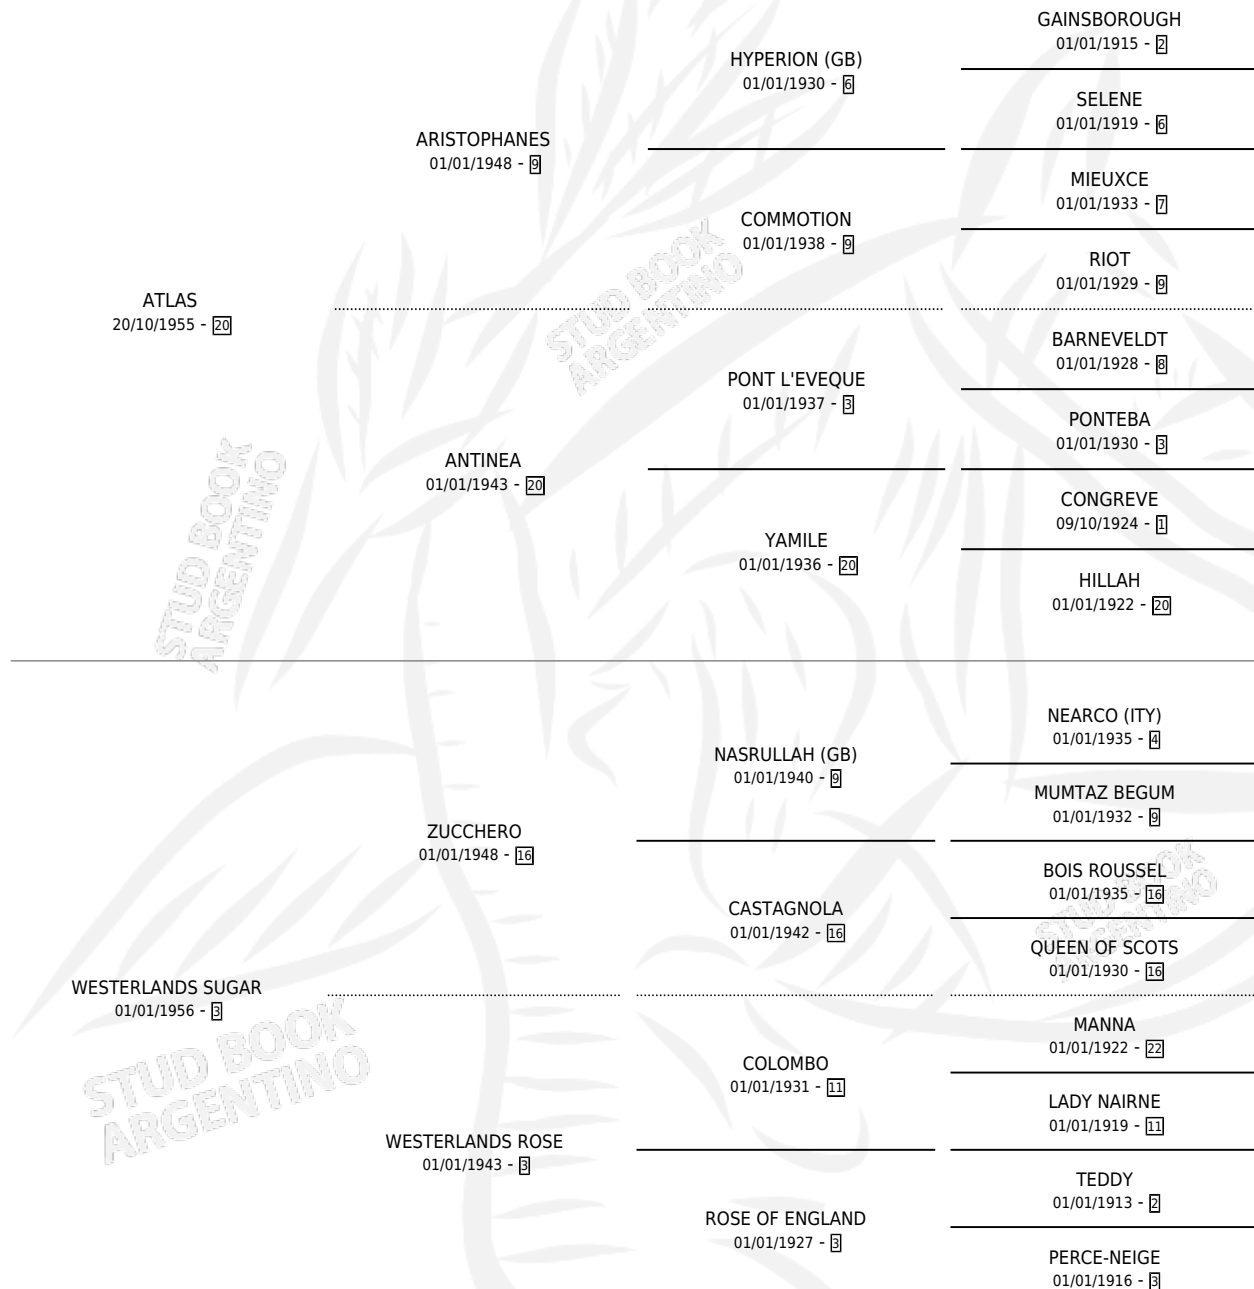 GAINSBOROUGH
01/01/1915 - 2
HYPERION (GB)
01/01/1930 - 6
SELENE
01/01/1919 - 6
ARISTOPHANES
01/01/1948 - 9
MIEUXCE
01/01/1933 - 7
COMMOTION
01/01/1938 - 9
RIOT
01/01/1929 - 9
ATLAS
20/10/1955 - 20
BARNEVELDT
01/01/1928 - 8
PONT L'EVEQUE
01/01/1937 - 3
PONTEBA
01/01/1930 - 3
ANTINEA
01/01/1943 - 20
CONGREVE
09/10/1924 - 1
YAMILE
01/01/1936 - 20
HILLAH
01/01/1922 - 20
NEARCO (ITY)
01/01/1935 - 4
NASRULLAH (GB)
01/01/1940 - 9
MUMTAZ BEGUM
01/01/1932 - 9
ZUCCHERO
01/01/1948 - 16
BOIS ROUSSEL
01/01/1935 - 16
CASTAGNOLA
01/01/1942 - 16
QUEEN OF SCOTS
01/01/1930 - 16
WESTERLANDS SUGAR
01/01/1956 - 3
MANNA
01/01/1922 - 22
COLOMBO
01/01/1931 - 11
LADY NAIRNE
01/01/1919 - 11
WESTERLANDS ROSE
01/01/1943 - 3
TEDDY
01/01/1913 - 2
ROSE OF ENGLAND
01/01/1927 - 3
PERCE-NEIGE
01/01/1916 - 3
STUD BOOK
ARGENTINO
STUD BOOK
ARGENTINO
STUD BOOK
ARGENTINO
STUD BOOK
ARGENTINO